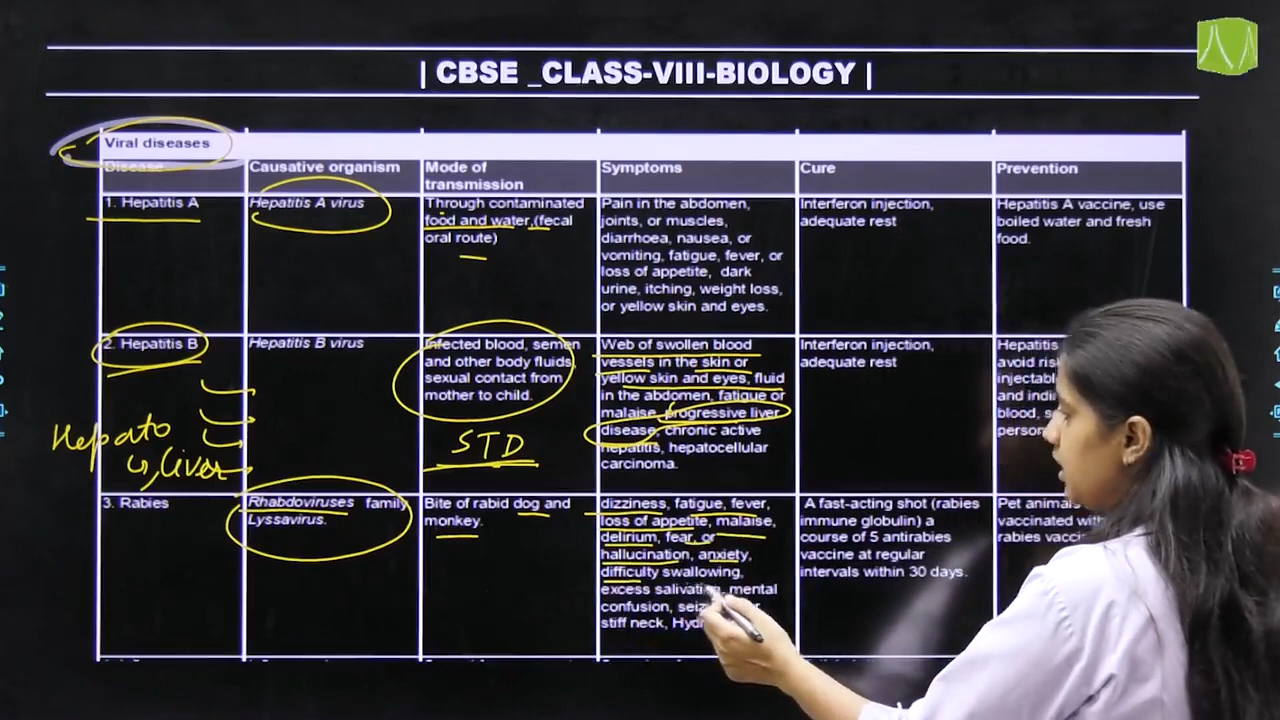 | CBSE _CLASS-VIII-BIOLOGY |
Viral diseases
Disease
Causative organism
Mode of
transmission
Symptoms
Cure
Prevention
1. Hepatitis A
Hepatitis A virus
Through contaminated
food and water,(fecal
oral route)
Pain in the abdomen,
joints, or muscles,
diarrhoea, nausea, or
vomiting, fatigue, fever, or
loss of appetite, dark
urine, itching, weight loss,
or yellow skin and eyes.
Interferon injection,
adequate rest
Hepatitis A vaccine, use
boiled water and fresh
food.
2. Hepatitis B
Hepatitis B virus
Infected blood, semen
and other body fluids,
sexual contact from
mother to child.
STD
Web of swollen blood
vessels in the skin or
yellow skin and eyes, fluid
in the abdomen, fatigue or
malaise, progressive liver
disease, chronic active
hepatitis, hepatocellular
carcinoma.
Interferon injection,
adequate rest
Hepatitis
avoid
injectable
and
blood,
Hepato
Liver
3. Rabies
Rhabdoviruses family
Lyssavirus.
Bite of rabid dog and
monkey.
dizziness, fatigue, fever,
loss of appetite, malaise,
delirium, fear, or
hallucination, anxiety,
difficulty swallowing,
excess salivation, mental
confusion,
stiff neck,
A fast-acting shot (rabies
immune globulin) a
course of 5 antirabies
vaccine at regular
intervals within 30 days.
Pet animals
vaccinated with
rabies